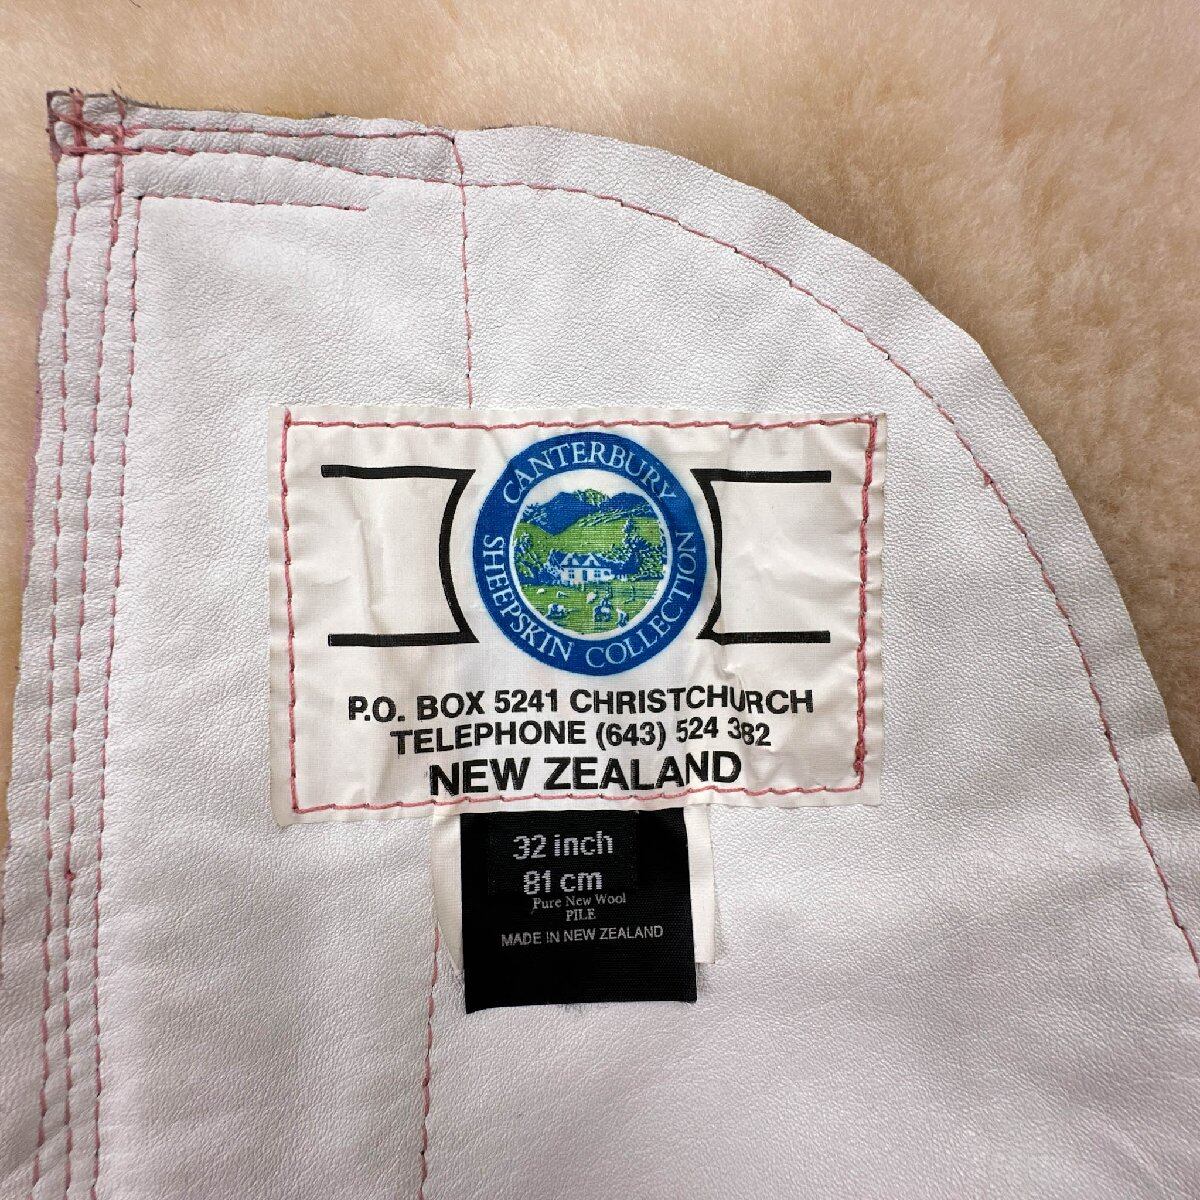 CANTERBURY
SHEEPSKIN COLLECTION
P.O. BOX 5241 CHRISTCHURCH
TELEPHONE (643) 524 382
NEW ZEALAND
32 inch
81 cm
Pure New Wool
PILE
MADE IN NEW ZEALAND